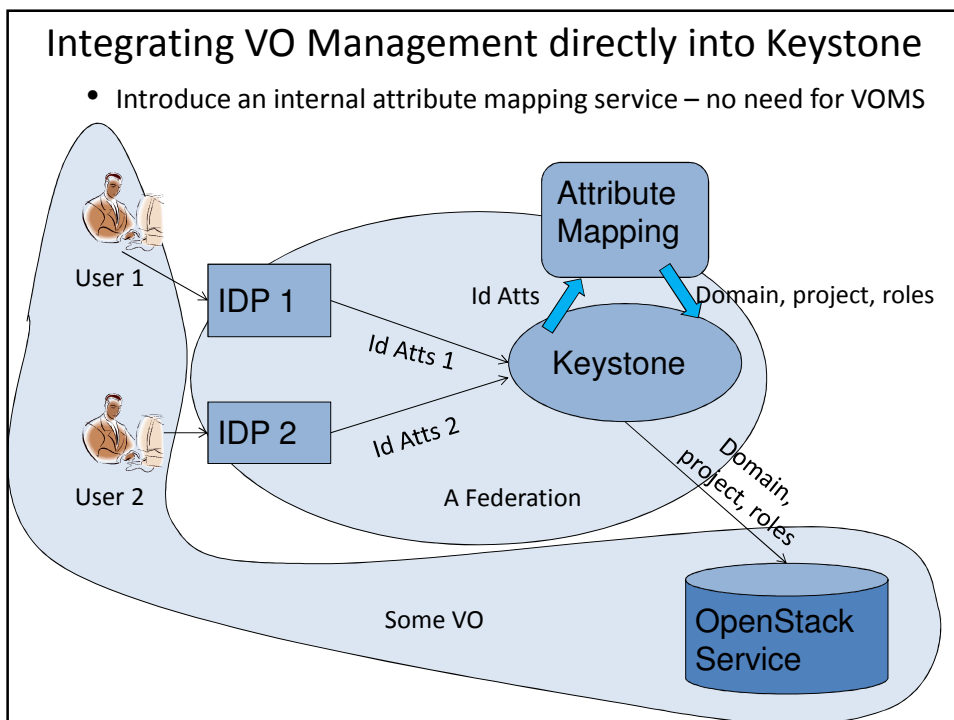 Integrating VO Management directly into Keystone
• Introduce an internal attribute mapping service – no need for VOMS
Attribute
Mapping
User 1
IDP 1
Id Atts
Domain, project, roles
Id Atts 1
Keystone
IDP 2
Id Atts 2
User 2
A Federation
Domain,
project, roles
Some VO
OpenStack
Service